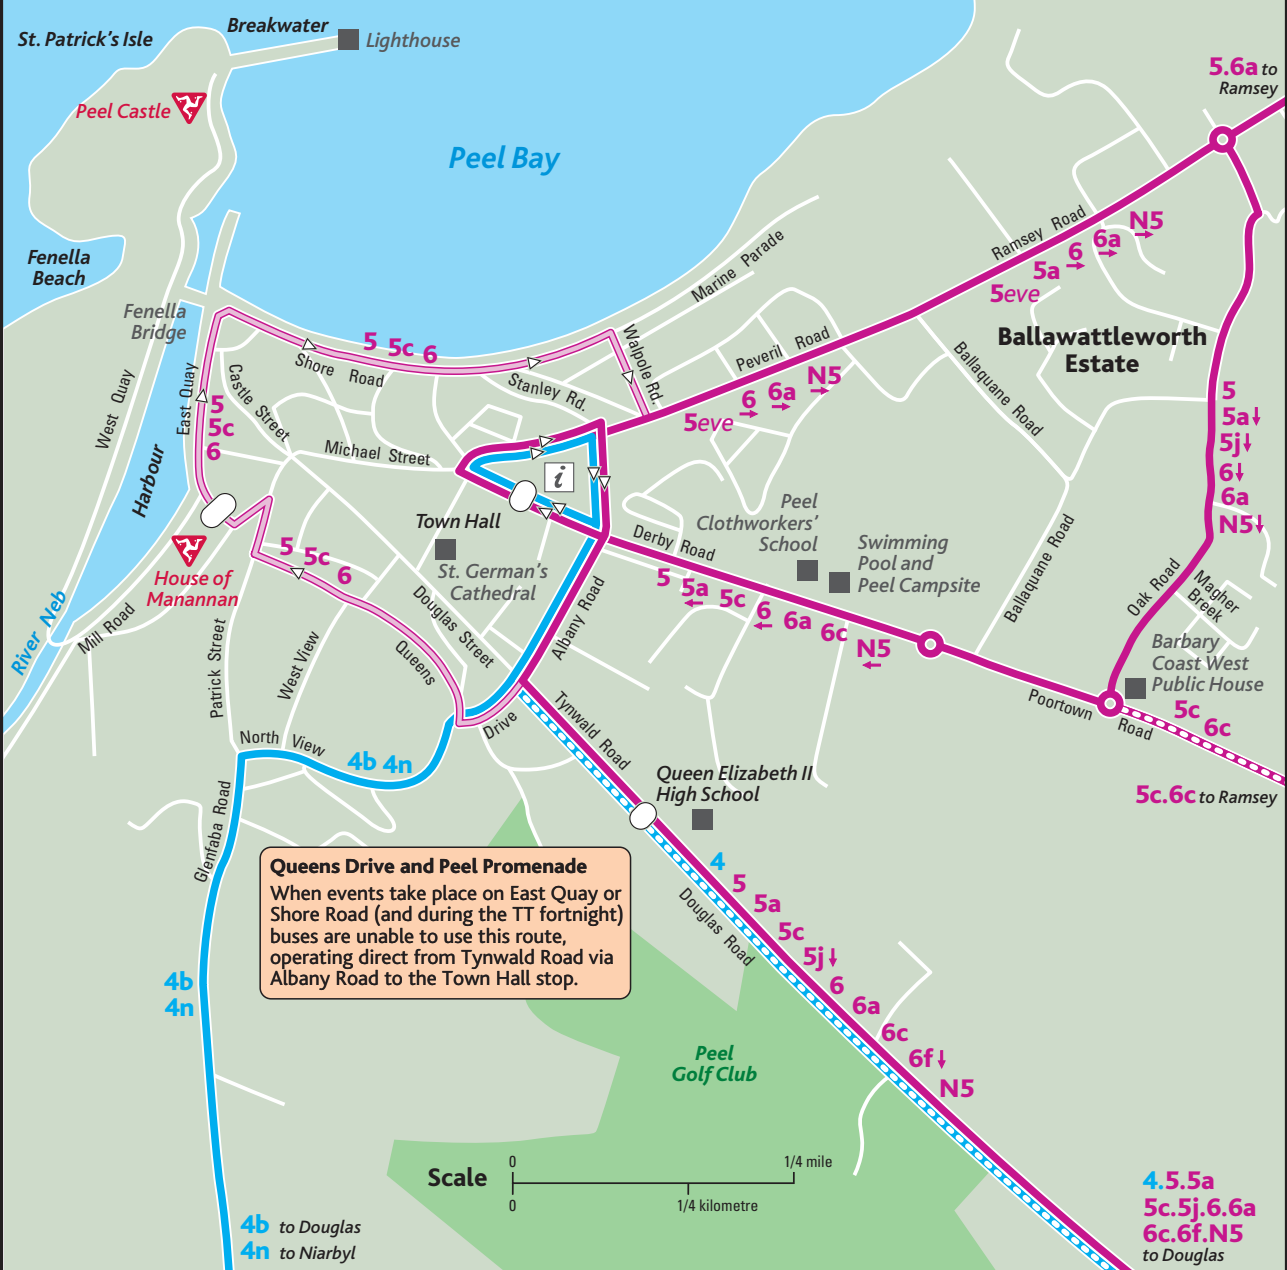 St. Patrick's Isle
Breakwater
Lighthouse
5.6a to
Ramsey
Peel Castle
Peel Bay
Fenella
Beach
Fenella
Bridge
Marine Parade
Ramsey Road
N5
6a
6
5a
5eve
Ballawattleworth
Estate
West Quay
East Quay
Harbour
5
5c
6
Castle Street
Shore Road
5 5c 6
Stanley Rd.
Walpole Rd.
Peveril Road
5eve
6
6a
N5
Ballaquane Road
Michael Street
i
Town Hall
St. German's
Cathedral
Derby Road
Peel
Clothworkers'
School
Swimming
Pool and
Peel Campsite
5
5a↓
5j↓
6↓
6a
N5↓
House of
Manannan
5 5c 6
River Neb
Mill Road
Patrick Street
West View
Queens
Drive
Douglas Street
Albany Road
5
5a
←
5c
6
←
6a
6c
N5
←
Ballaquane Road
Oak Road
Magher
Breek
Barbary
Coast West
Public House
Poortown
Road
5c
6c
5c.6c to Ramsey
North View
4b 4n
Glenfaba Road
Tynwald Road
Queen Elizabeth II
High School
Queens Drive and Peel Promenade
When events take place on East Quay or
Shore Road (and during the TT fortnight)
buses are unable to use this route,
operating direct from Tynwald Road via
Albany Road to the Town Hall stop.
4
5
5a
5c
5j↓
6
6a
6c
6f↓
N5
Douglas Road
4b
4n
Peel
Golf Club
Scale
0
1/4 mile
0
1/4 kilometre
4b to Douglas
4n to Niarbyl
4.5.5a
5c.5j.6.6a
6c.6f.N5
to Douglas